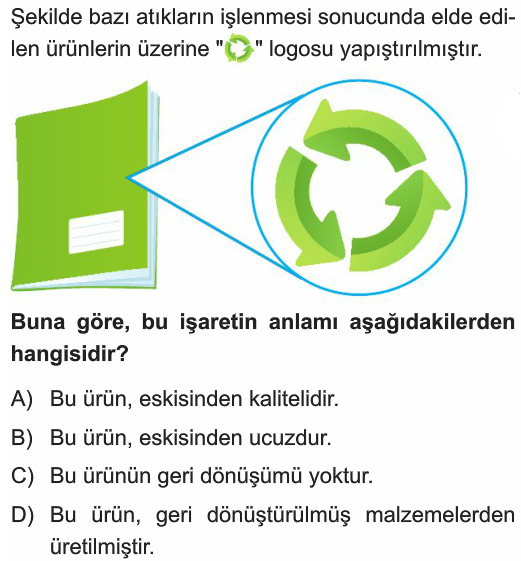 Şekilde bazı atıkların işlenmesi sonucunda elde edi-
len ürünlerin üzerine "" logosu yapıştırılmıştır.
Buna göre, bu işaretin anlamı aşağıdakilerden
hangisidir?
A) Bu ürün, eskisinden kalitelidir.
B) Bu ürün, eskisinden ucuzdur.
C) Bu ürünün geri dönüşümü yoktur.
D) Bu ürün, geri dönüştürülmüş malzemelerden
üretilmiştir.